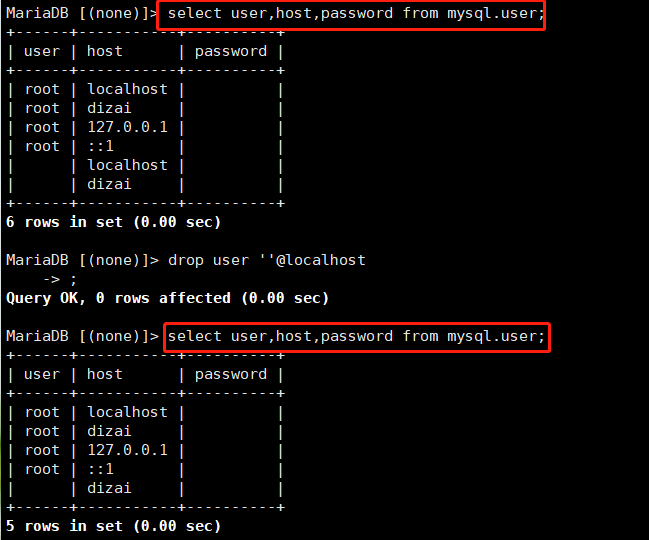 MariaDB [(none)]> select user,host,password from mysql.user;
+------+-----------+----------+
| user | host      | password |
+------+-----------+----------+
| root | localhost |          |
| root | dizai     |          |
| root | 127.0.0.1 |          |
| root | ::1       |          |
|      | localhost |          |
|      | dizai     |          |
+------+-----------+----------+
6 rows in set (0.00 sec)
MariaDB [(none)]> drop user ''@localhost
    -> ;
Query OK, 0 rows affected (0.00 sec)
MariaDB [(none)]> select user,host,password from mysql.user;
+------+-----------+----------+
| user | host      | password |
+------+-----------+----------+
| root | localhost |          |
| root | dizai     |          |
| root | 127.0.0.1 |          |
| root | ::1       |          |
|      | dizai     |          |
+------+-----------+----------+
5 rows in set (0.00 sec)